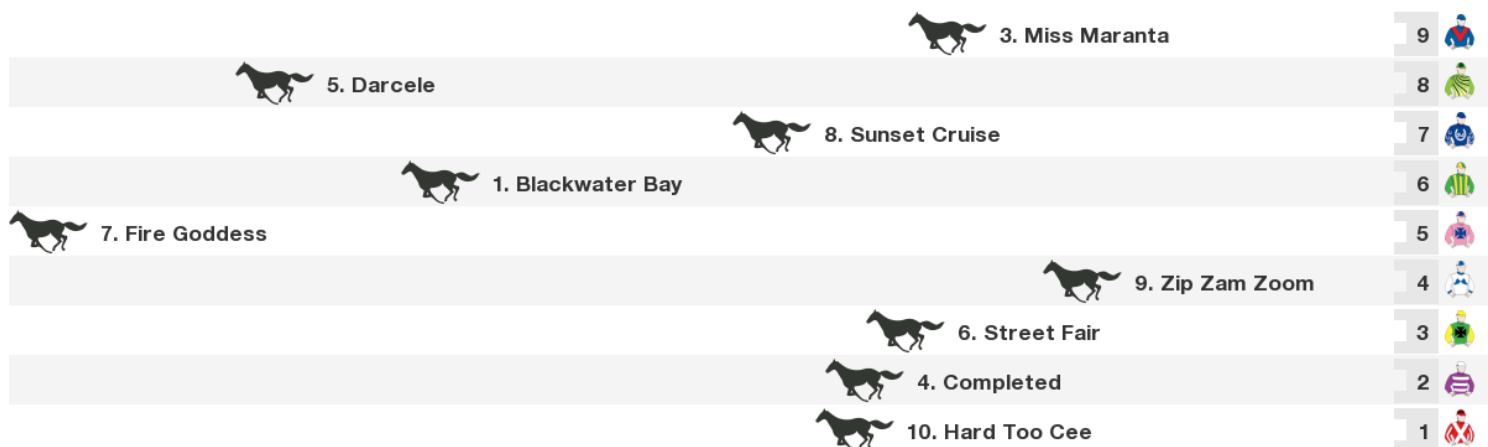 3. Miss Maranta 9
5. Darcele 8
8. Sunset Cruise 7
1. Blackwater Bay 6
7. Fire Goddess 5
9. Zip Zam Zoom 4
6. Street Fair 3
4. Completed 2
10. Hard Too Cee 1